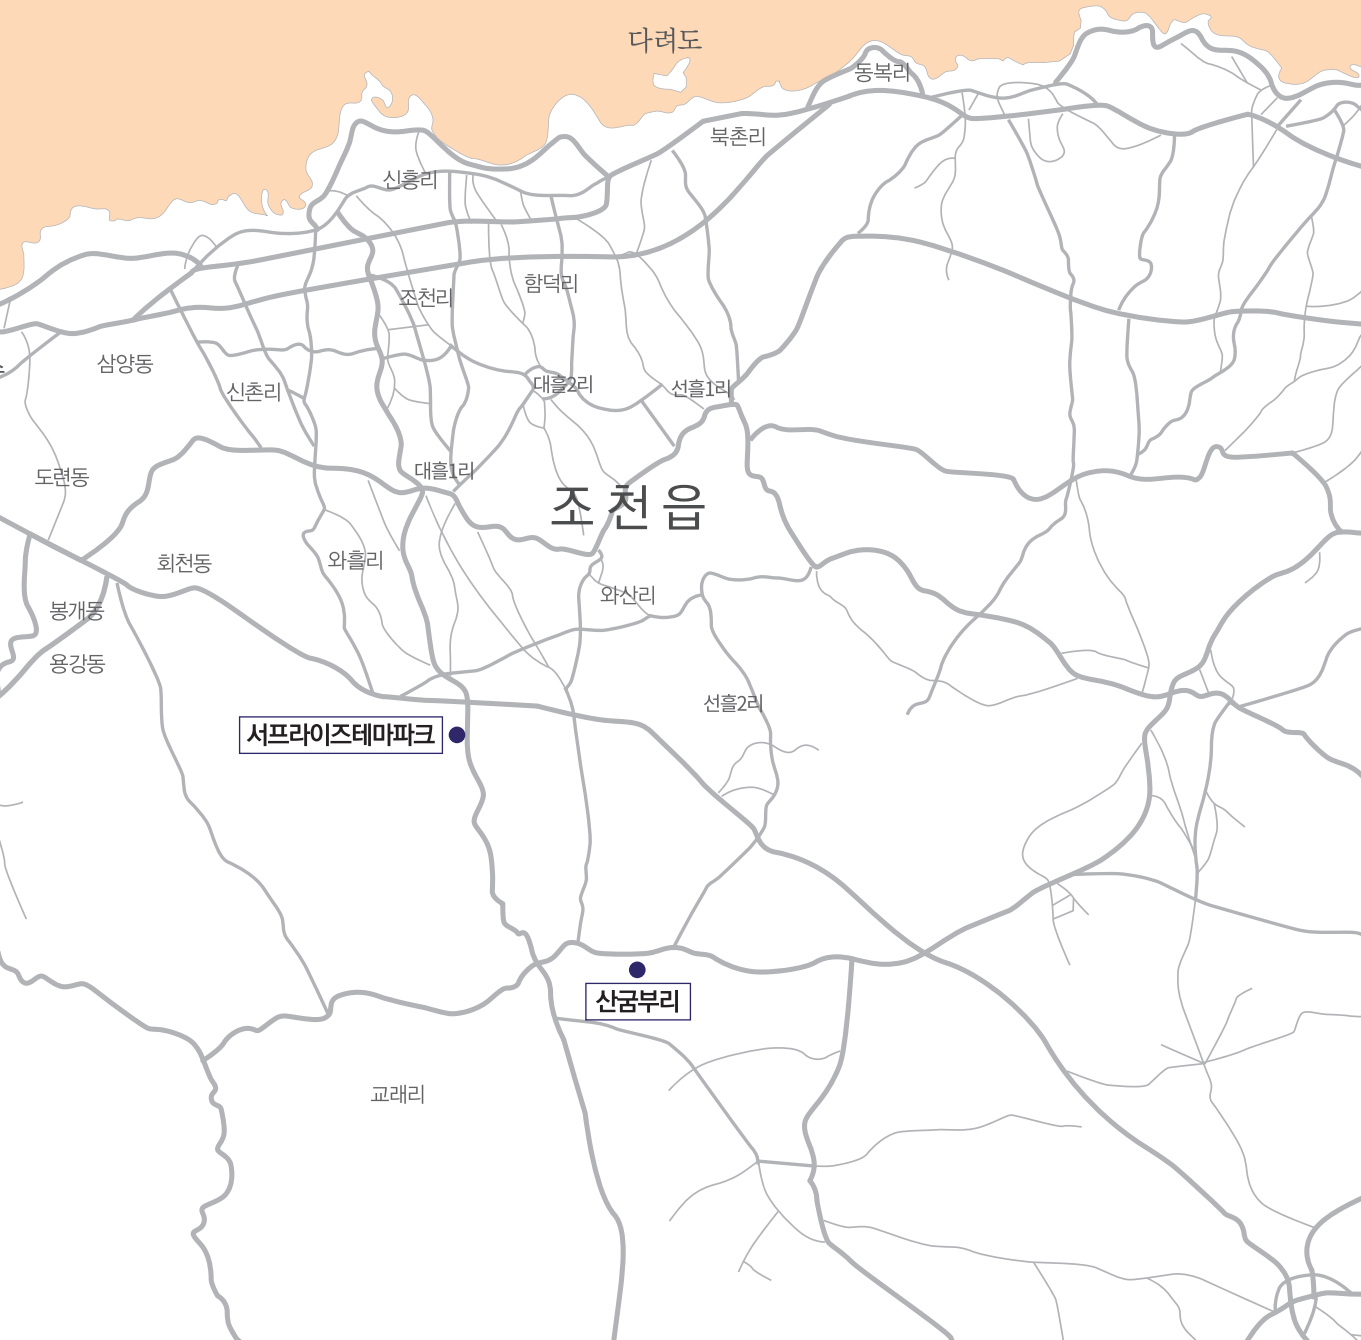 다려도
동복리
북촌리
신흥리
함덕리
조천리
삼양동
신촌리
대흘2리
선흘1리
도련동
대흘1리
조천읍
회천동
와흘리
와산리
봉개동
용강동
선흘2리
서프라이즈테마파크
산굼부리
교래리